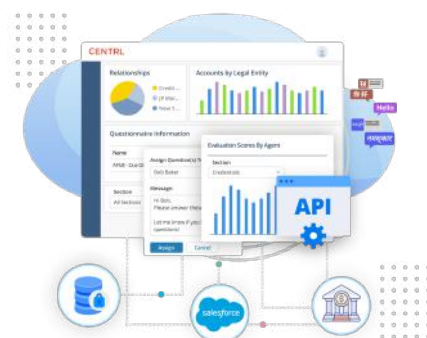 CENTRL
Relationships
Accounts by Legal Entity
Questionnaire Information
Name
Section
All Sections
Assign Question(s) To
Bob Baker
Message:
Hi Bob,
Please answer these
Let me know if you
questions!
Assign
Cancel
Evaluation Scores By Agent
Section
Credentials
API
salesforce
Hello